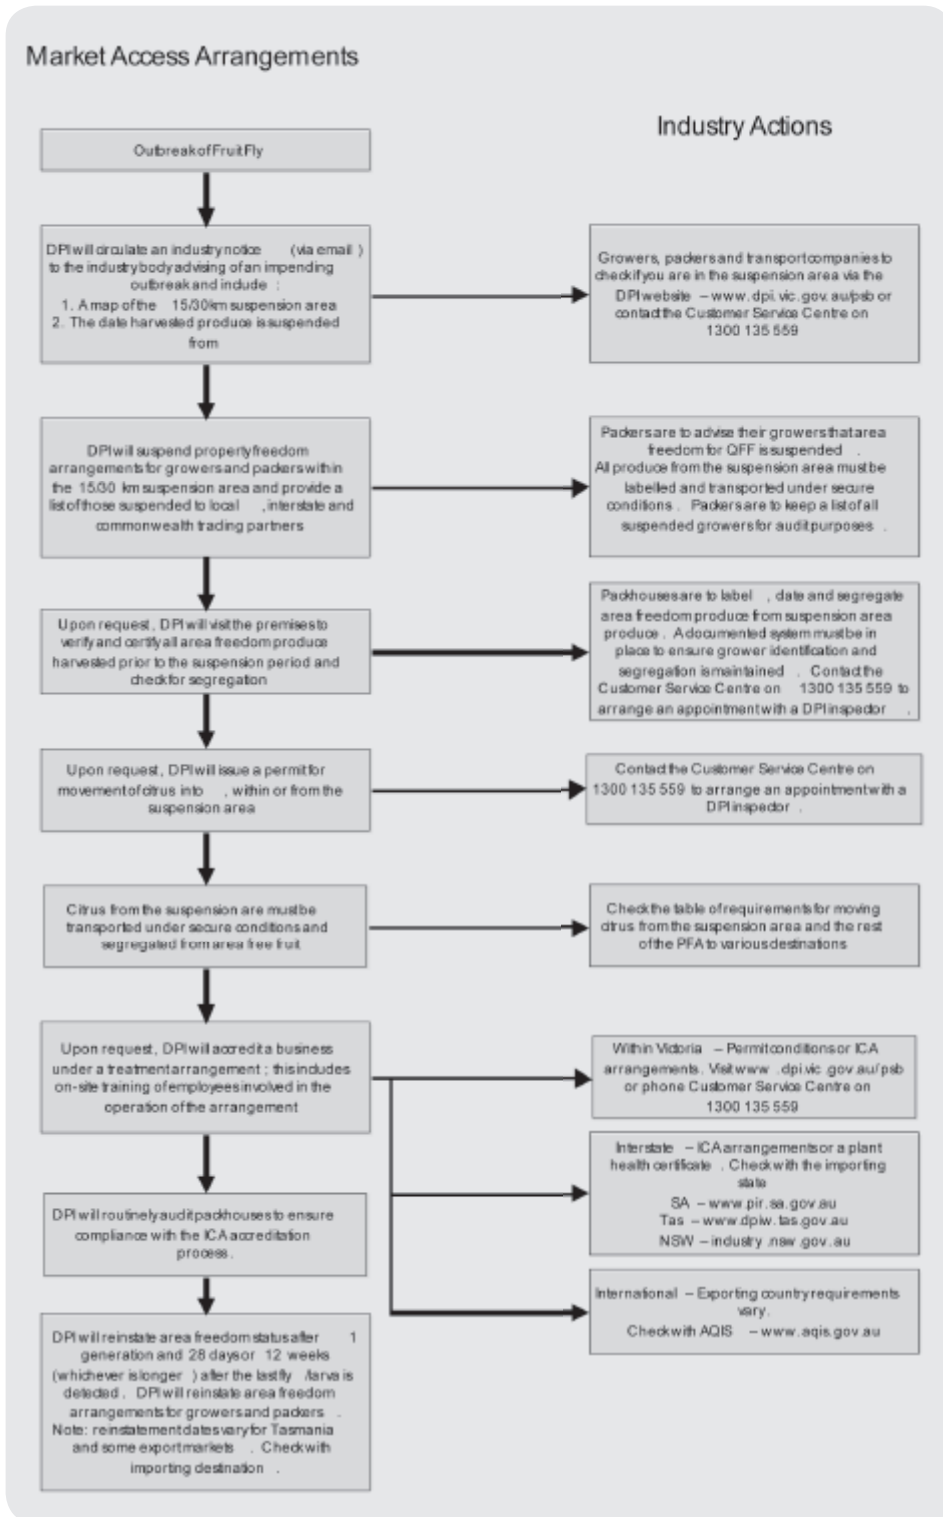 Market Access Arrangements
Industry Actions
Outbreak of Fruit Fly
DPI will circulate an industry notice (via email )
to the industry body advising of an impending
outbreak and include :
1. A map of the 15/30km suspension area
2. The date harvested produce is suspended
from
Growers, packers and transport companies to
check if you are in the suspension area via the
DPI website – www.dpi.vic.gov.au/psb or
contact the Customer Service Centre on
1300 135 559
DPI will suspend property freedom
arrangements for growers and packers within
the 15/30 km suspension area and provide a
list of those suspended to local , interstate and
commonwealth trading partners
Packers are to advise their growers that area
freedom for QFF is suspended .
All produce from the suspension area must be
labelled and transported under secure
conditions . Packers are to keep a list of all
suspended growers for audit purposes .
Upon request, DPI will visit the premises to
verify and certify all area freedom produce
harvested prior to the suspension period and
check for segregation
Packhouses are to label , date and segregate
area freedom produce from suspension area
produce . A documented system must be in
place to ensure grower identification and
segregation is maintained . Contact the
Customer Service Centre on 1300 135 559 to
arrange an appointment with a DPI inspector .
Upon request, DPI will issue a permit for
movement of citrus into , within or from the
suspension area
Contact the Customer Service Centre on
1300 135 559 to arrange an appointment with a
DPI inspector .
Citrus from the suspension are must be
transported under secure conditions and
segregated from area free fruit
Check the table of requirements for moving
citrus from the suspension area and the rest
of the PFA to various destinations
Upon request, DPI will accredit a business
under a treatment arrangement ; this includes
on-site training of employees involved in the
operation of the arrangement
Within Victoria – Permit conditions or ICA
arrangements. Visit www .dpi.vic .gov.au/psb
or phone Customer Service Centre on
1300 135 559
Interstate – ICA arrangements or a plant
health certificate . Check with the importing
state
SA – www.pir.sa.gov.au
Tas – www.dpiw.tas.gov.au
NSW – industry .nsw .gov.au
International – Exporting country requirements
vary.
Check with AQIS – www.aqis.gov.au
DPI will routinely audit packhouses to ensure
compliance with the ICA accreditation
process.
DPI will reinstate area freedom status after 1
generation and 28 days or 12 weeks
(whichever is longer ) after the last fly /larva is
detected . DPI will reinstate area freedom
arrangements for growers and packers .
Note: reinstatement dates vary for Tasmania
and some export markets . Check with
importing destination .